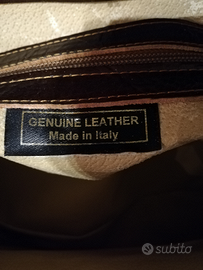 GENUINE LEATHER
Made in Italy
subito